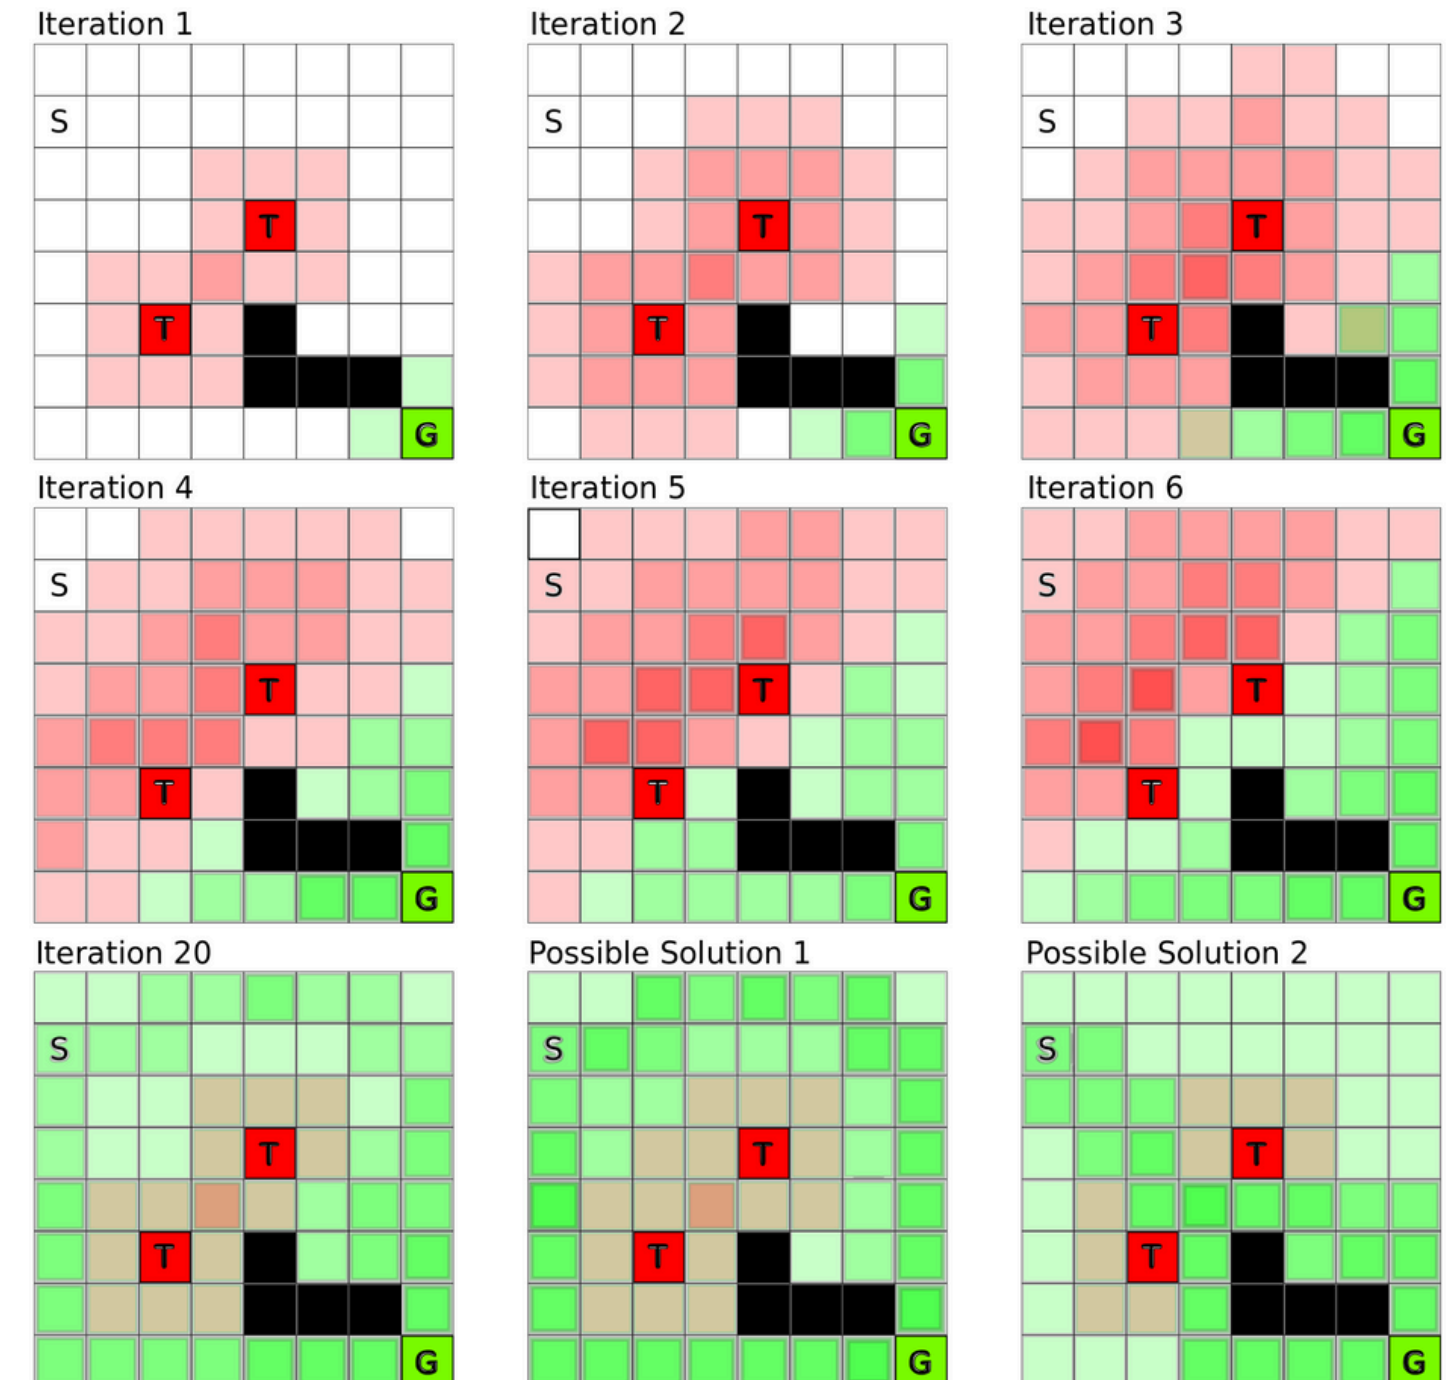 Iteration 1 Iteration 2 Iteration 3
S S S
T T T
T T T
G G G
Iteration 4 Iteration 5 Iteration 6
S S S
T T T
T T T
G G G
Iteration 20 Possible Solution 1 Possible Solution 2
S S S
T T T
T T T
G G G